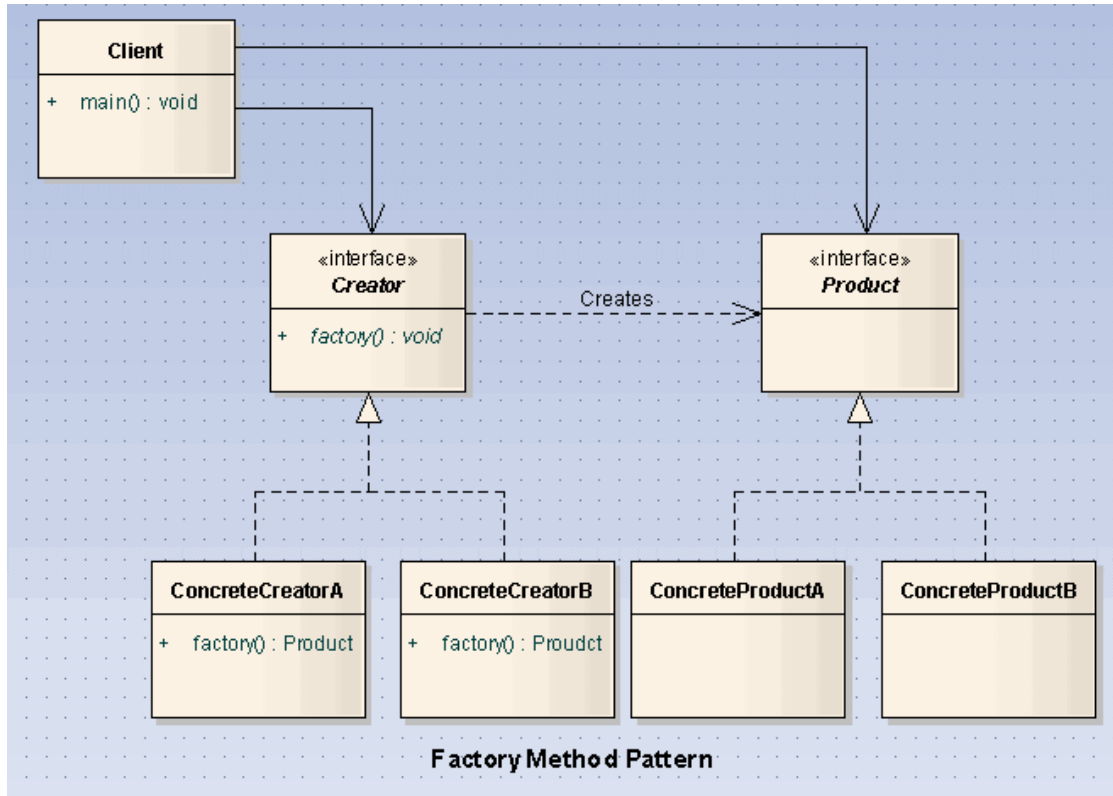 Client
+ main() : void
«interface»
Creator
+ factory() : void
Creates
«interface»
Product
ConcreteCreatorA
+ factory() : Product
ConcreteCreatorB
+ factory() : Proudct
ConcreteProductA
ConcreteProductB
Factory Method Pattern